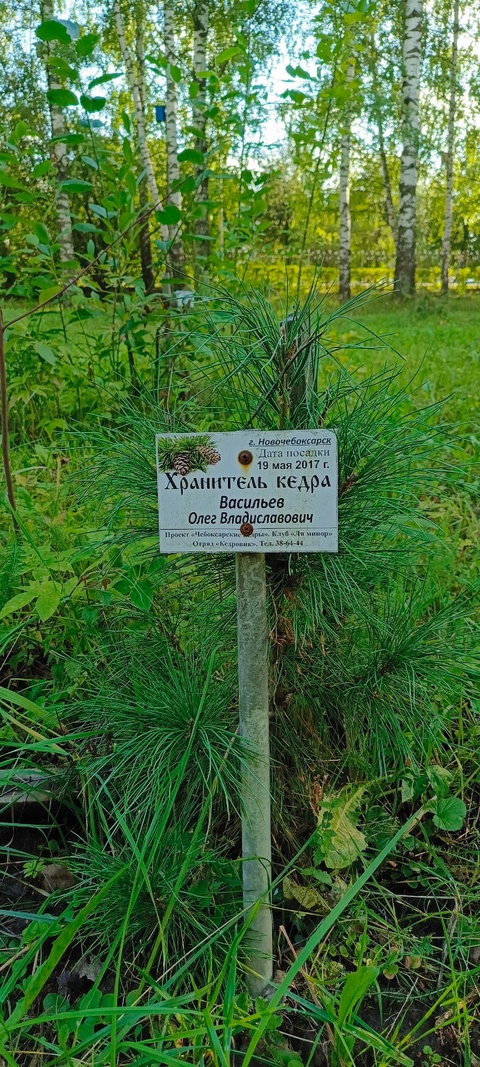 г. Новочебоксарск
Дата посадки
19 мая 2017 г.
Хранитель кедра
Васильев
Олег Владиславович
Проект «Чебоксарские кедры». Клуб «Ля минор»
Отряд «Кедровик». Тел. 38-64-44